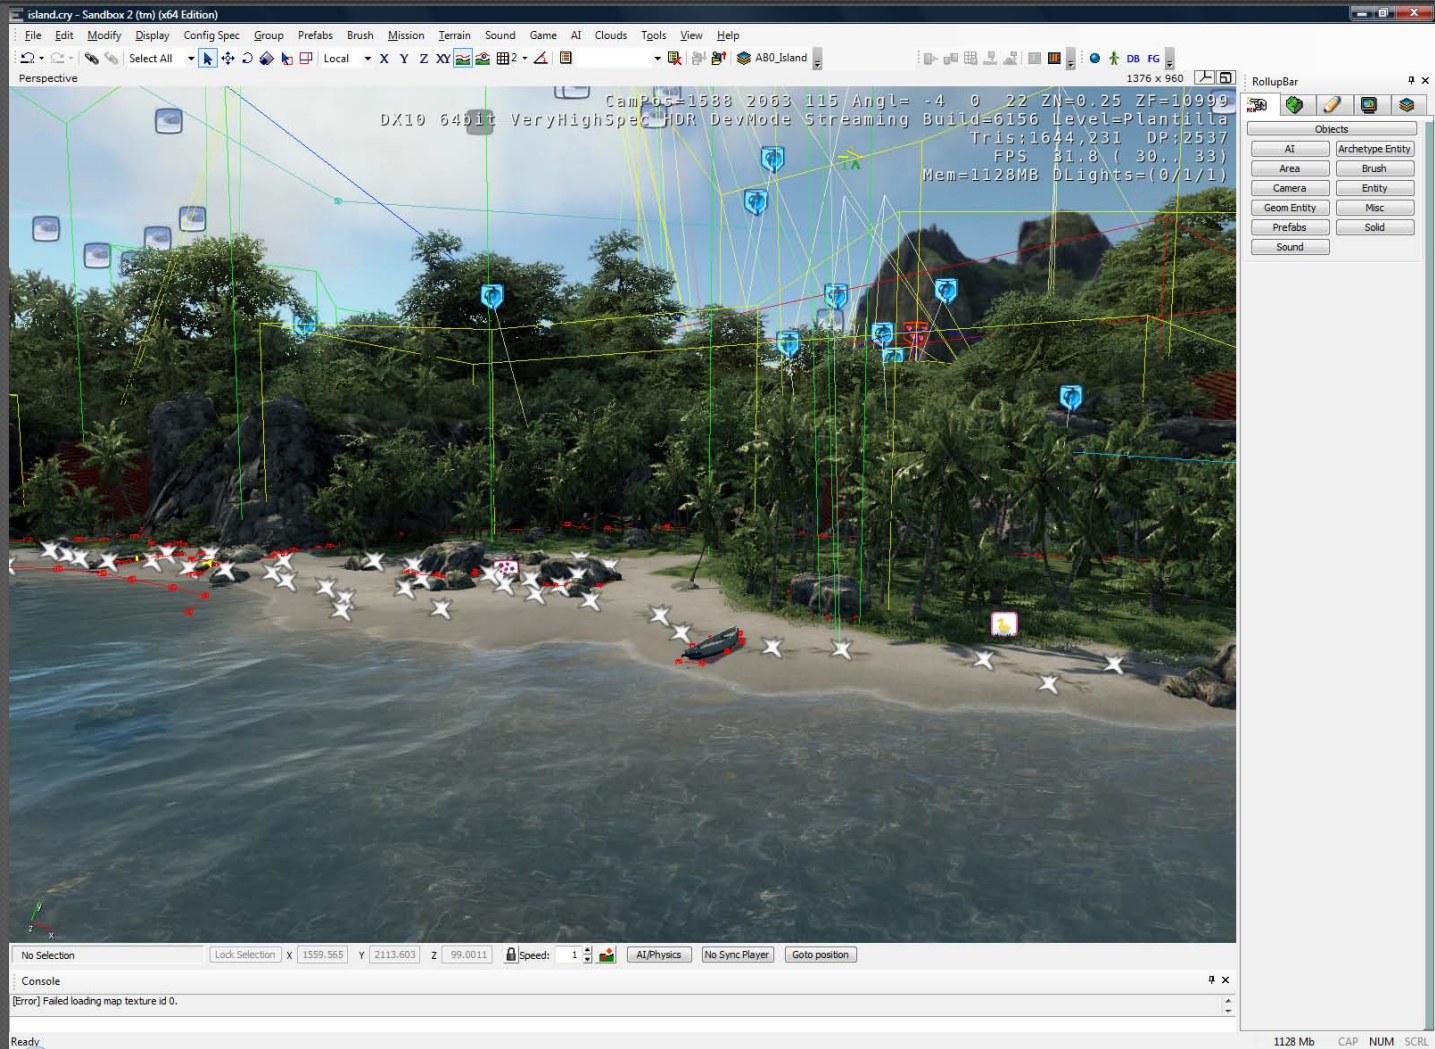 island.cry - Sandbox 2 (tm) (x64 Edition)
File Edit Modify Display Config Spec Group Prefabs Brush Mission Terrain Sound Game AI Clouds Tools View Help
Select All Local X Y Z XY 2 AB0_Island DB FG
Perspective 1376 x 960
CamPos=1588 2063 115 Angl= -4 0 22 ZN=0.25 ZF=10999
DX10 64bit VeryHighSpec HDR DevMode Streaming Build=6156 Level=Plantilla
Tris:1644,231 DP:2537
FPS 31.8 ( 30.. 33)
Mem=1128MB DLights=(0/1/1)
RollupBar
Objects
AI Archetype Entity
Area Brush
Camera Entity
Geom Entity Misc
Prefabs Solid
Sound
y
z x
No Selection Lock Selection X 1559.565 Y 2113.603 Z 99.0011 Speed: 1 AI/Physics No Sync Player Goto position
Console
[Error] Failed loading map texture id 0.
Ready 1128 Mb CAP NUM SCRL